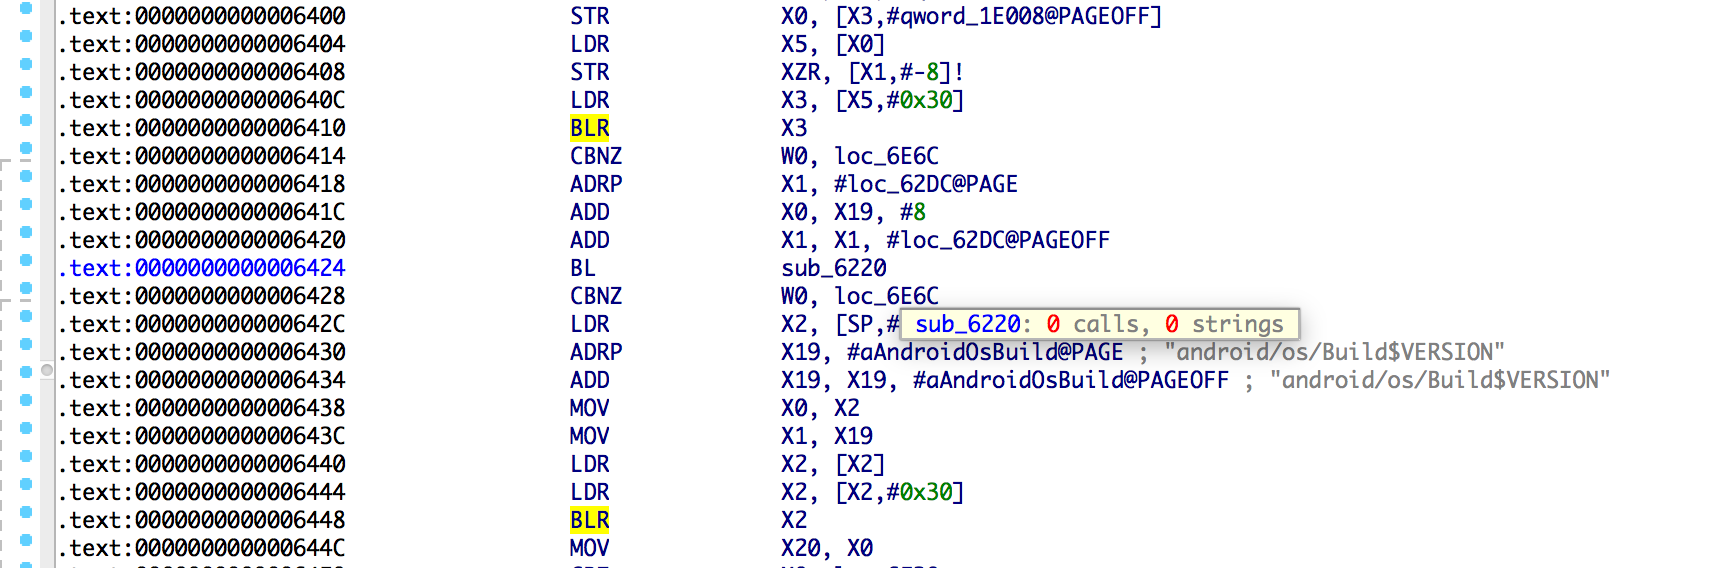 .text:0000000000006400 STR X0, [X3,#qword_1E008@PAGEOFF]
.text:0000000000006404 LDR X5, [X0]
.text:0000000000006408 STR XZR, [X1,#-8]!
.text:000000000000640C LDR X3, [X5,#0x30]
.text:0000000000006410 BLR X3
.text:0000000000006414 CBNZ W0, loc_6E6C
.text:0000000000006418 ADRP X1, #loc_62DC@PAGE
.text:000000000000641C ADD X0, X19, #8
.text:0000000000006420 ADD X1, X1, #loc_62DC@PAGEOFF
.text:0000000000006424 BL sub_6220
.text:0000000000006428 CBNZ W0, loc_6E6C
.text:000000000000642C LDR X2, [SP,#
sub_6220: 0 calls, 0 strings
.text:0000000000006430 ADRP X19, #aAndroidOsBuild@PAGE ; "android/os/Build$VERSION"
.text:0000000000006434 ADD X19, X19, #aAndroidOsBuild@PAGEOFF ; "android/os/Build$VERSION"
.text:0000000000006438 MOV X0, X2
.text:000000000000643C MOV X1, X19
.text:0000000000006440 LDR X2, [X2]
.text:0000000000006444 LDR X2, [X2,#0x30]
.text:0000000000006448 BLR X2
.text:000000000000644C MOV X20, X0